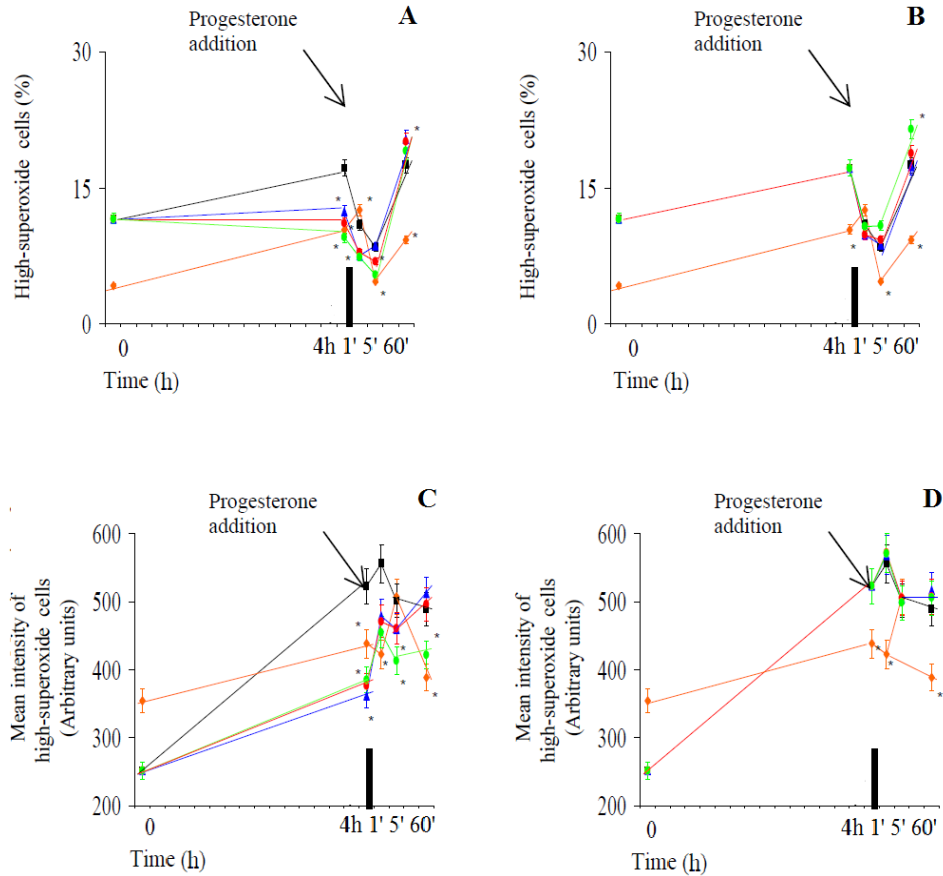 Progesterone
addition
A
High-superoxide cells (%)
30
15
0
0
4h 1' 5' 60'
Time (h)
*
*
*
*
*
*
*
*
Progesterone
addition
B
High-superoxide cells (%)
30
15
0
0
4h 1' 5' 60'
Time (h)
*
*
*
*
Progesterone
addition
C
Mean intensity of
high-superoxide cells
(Arbitrary units)
600
500
400
300
200
0
4h 1' 5' 60'
Time (h)
*
*
*
*
*
*
*
Progesterone
addition
D
Mean intensity of
high-superoxide cells
(Arbitrary units)
600
500
400
300
200
0
4h 1' 5' 60'
Time (h)
*
*
*